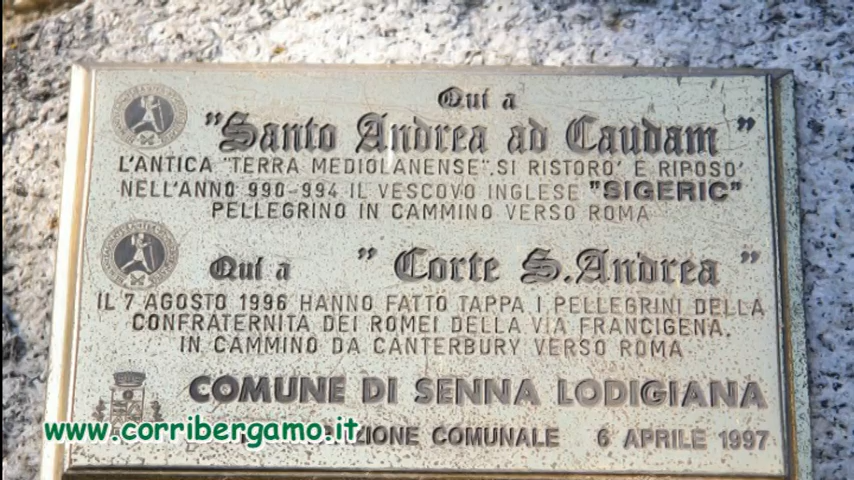 Qui a
"Santo Andrea ad Caudam"
L'ANTICA "TERRA MEDIOLANENSE". SI RISTORO' E RIPOSO'
NELL'ANNO 990-994 IL VESCOVO INGLESE "SIGERIC"
PELLEGRINO IN CAMMINO VERSO ROMA
Qui a "Corte S.Andrea"
IL 7 AGOSTO 1996 HANNO FATTO TAPPA I PELLEGRINI DELLA
CONFRATERNITA DEI ROMEI DELLA VIA FRANCIGENA.
IN CAMMINO DA CANTERBURY VERSO ROMA
COMUNE DI SENNA LODIGIANA
COMUNALE 6 APRILE 1997
www.corribergamo.it